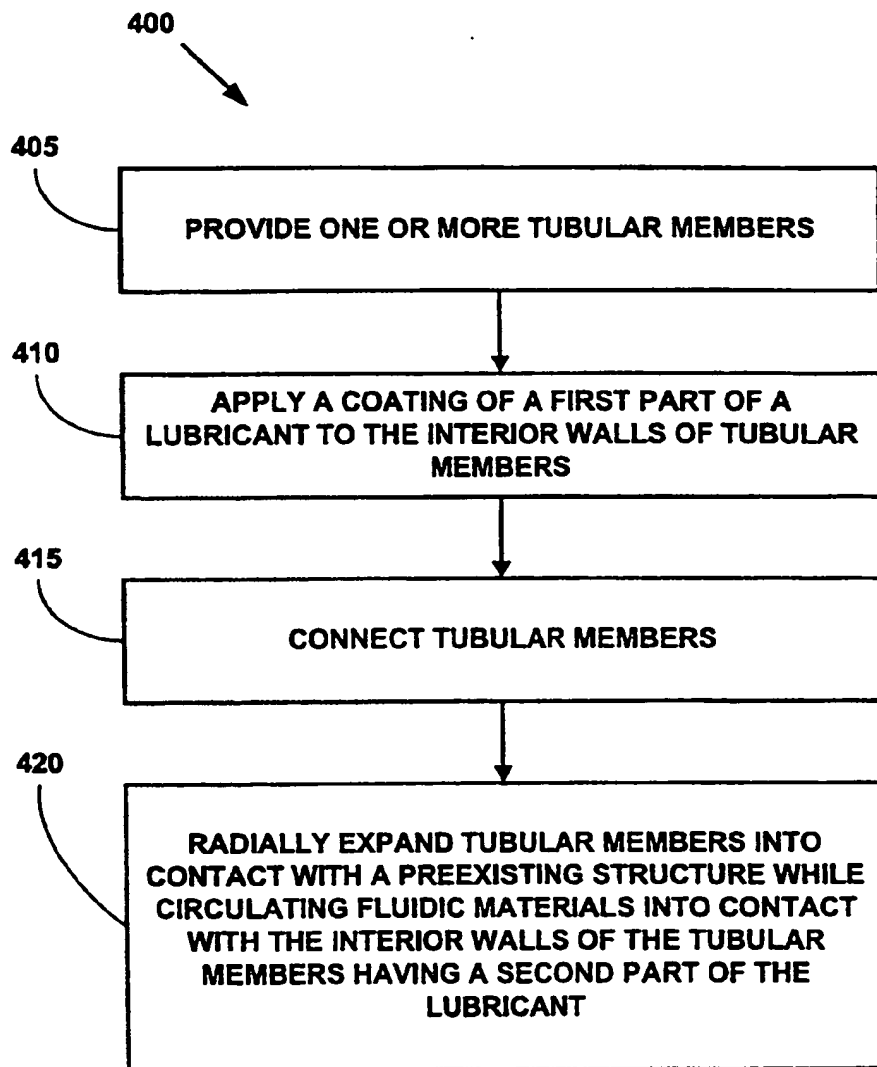 400
405
PROVIDE ONE OR MORE TUBULAR MEMBERS
410
APPLY A COATING OF A FIRST PART OF A
LUBRICANT TO THE INTERIOR WALLS OF TUBULAR
MEMBERS
415
CONNECT TUBULAR MEMBERS
420
RADIALLY EXPAND TUBULAR MEMBERS INTO
CONTACT WITH A PREEXISTING STRUCTURE WHILE
CIRCULATING FLUIDIC MATERIALS INTO CONTACT
WITH THE INTERIOR WALLS OF THE TUBULAR
MEMBERS HAVING A SECOND PART OF THE
LUBRICANT